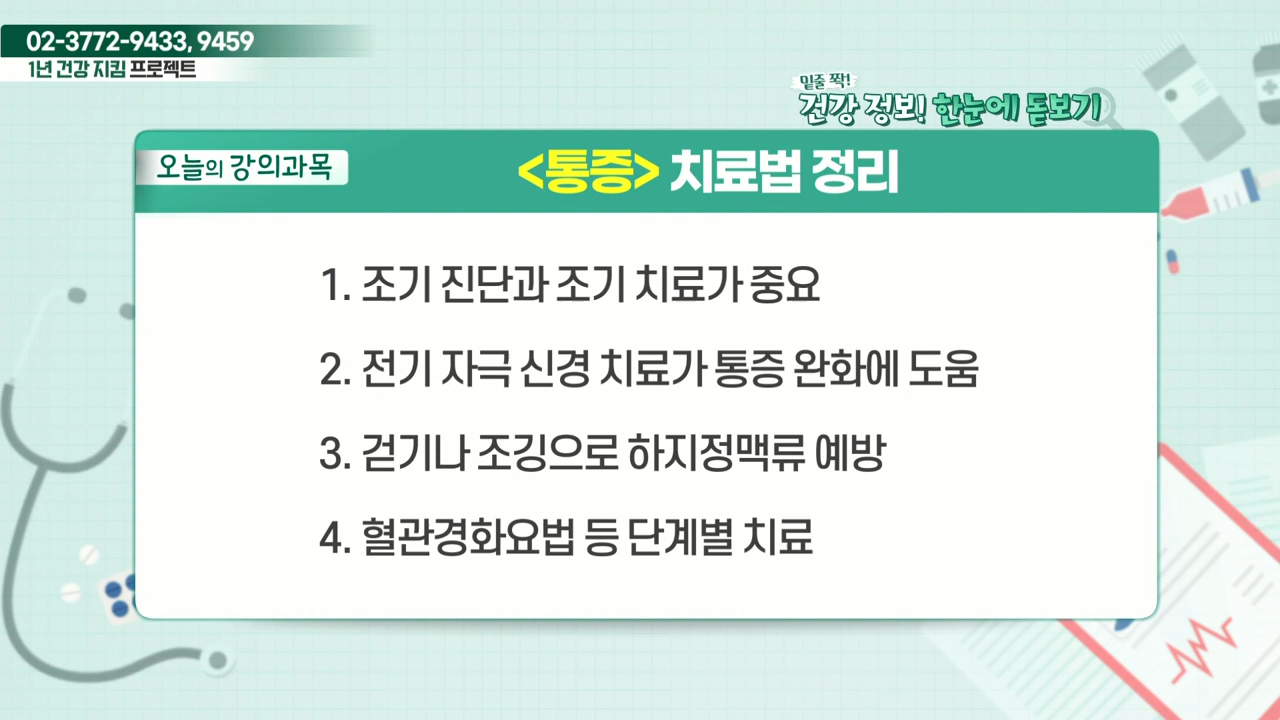 02-3772-9433, 9459
1년 건강 지킴 프로젝트
밑줄 쫙!
건강 정보! 한눈에 돋보기
오늘의 강의과목
<통증> 치료법 정리
1. 조기 진단과 조기 치료가 중요
2. 전기 자극 신경 치료가 통증 완화에 도움
3. 걷기나 조깅으로 하지정맥류 예방
4. 혈관경화요법 등 단계별 치료